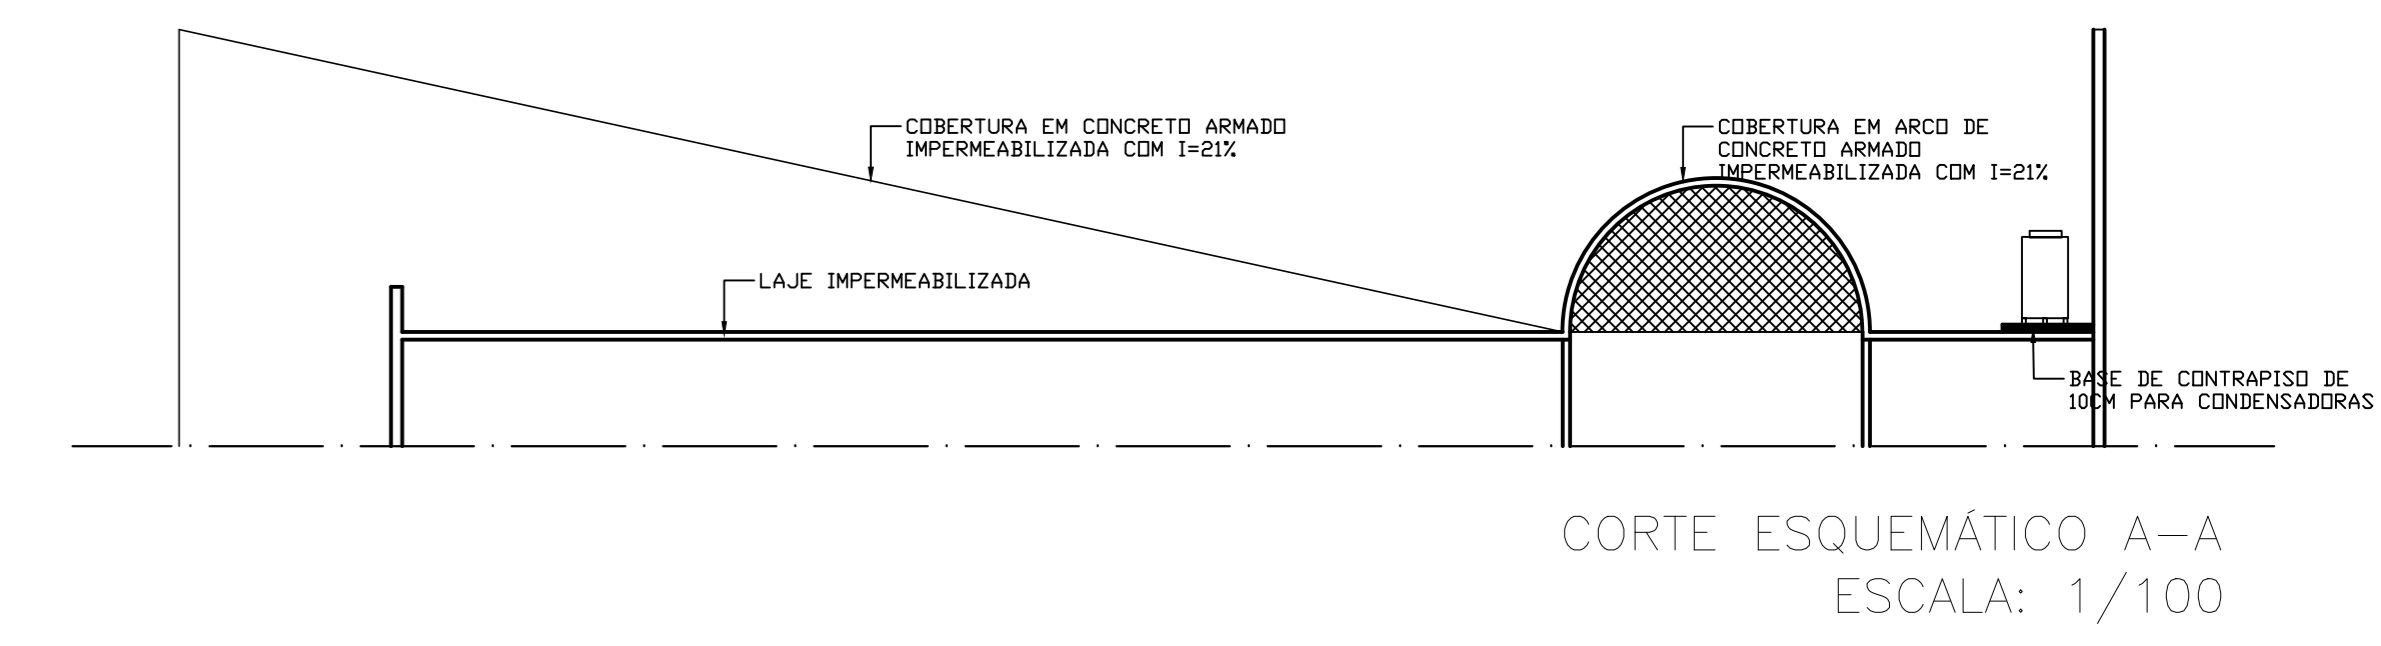 COBERTURA EM CONCRETO ARMADO
IMPERMEABILIZADA COM I=21%
COBERTURA EM ARCO DE
CONCRETO ARMADO
IMPERMEABILIZADA COM I=21%
LAJE IMPERMEABILIZADA
BASE DE CONTRAPISO DE
10CM PARA CONDENSADORAS
CORTE ESQUEMÁTICO A-A
ESCALA: 1/100